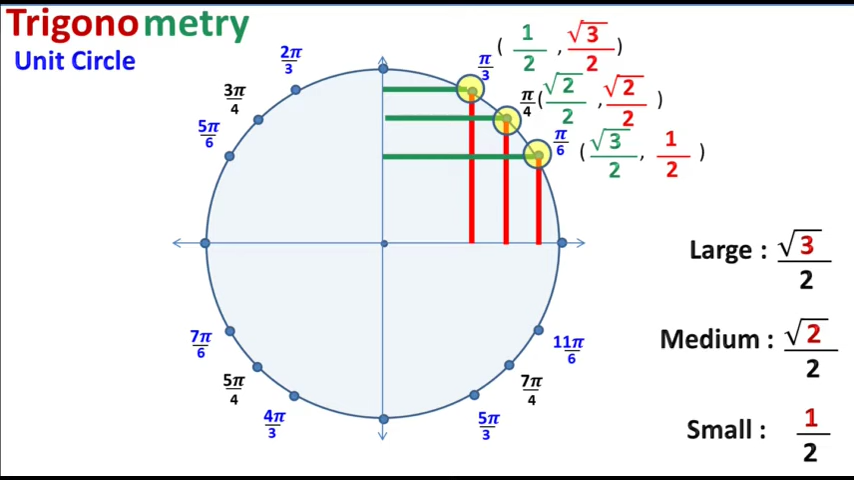 Trigonometry
Unit Circle
2π/3
3π/4
5π/6
π/3 (1/2, √3/2)
π/4 (√2/2, √2/2)
π/6 (√3/2, 1/2)
Large : √3/2
Medium : √2/2
Small : 1/2
7π/6
5π/4
4π/3
11π/6
7π/4
5π/3